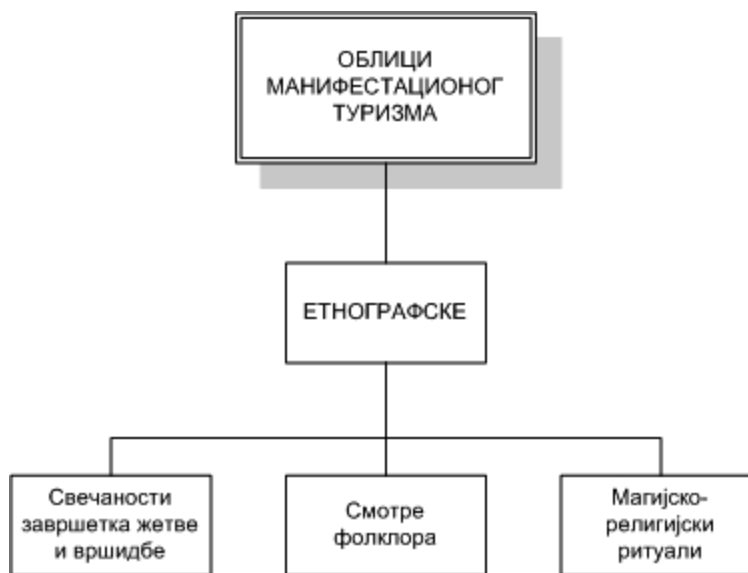 ОБЛИЦИ
МАНИФЕСТАЦИОНОГ
ТУРИЗМА
ЕТНОГРАФСКЕ
Свечаности
завршетка жетве
и вршидбе
Смотре
фолклора
Магијско-
религијски
ритуали